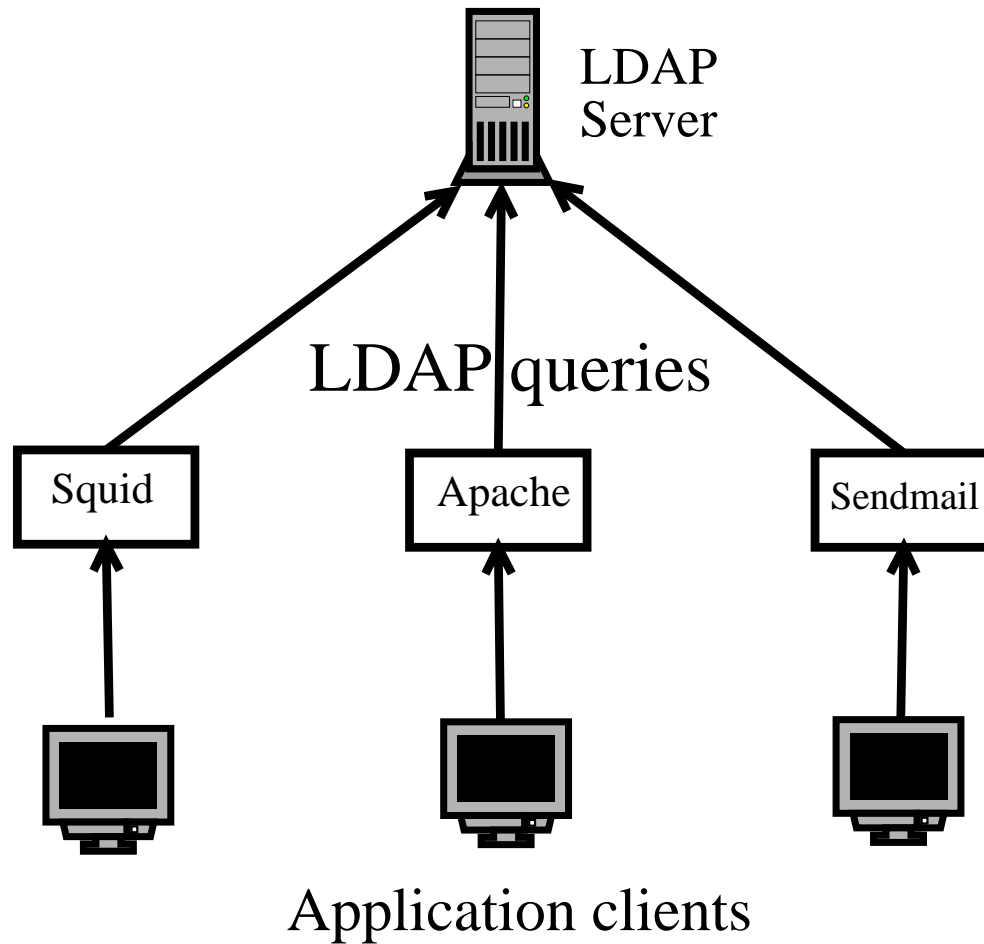 LDAP
Server
LDAP queries
Squid
Apache
Sendmail
Application clients